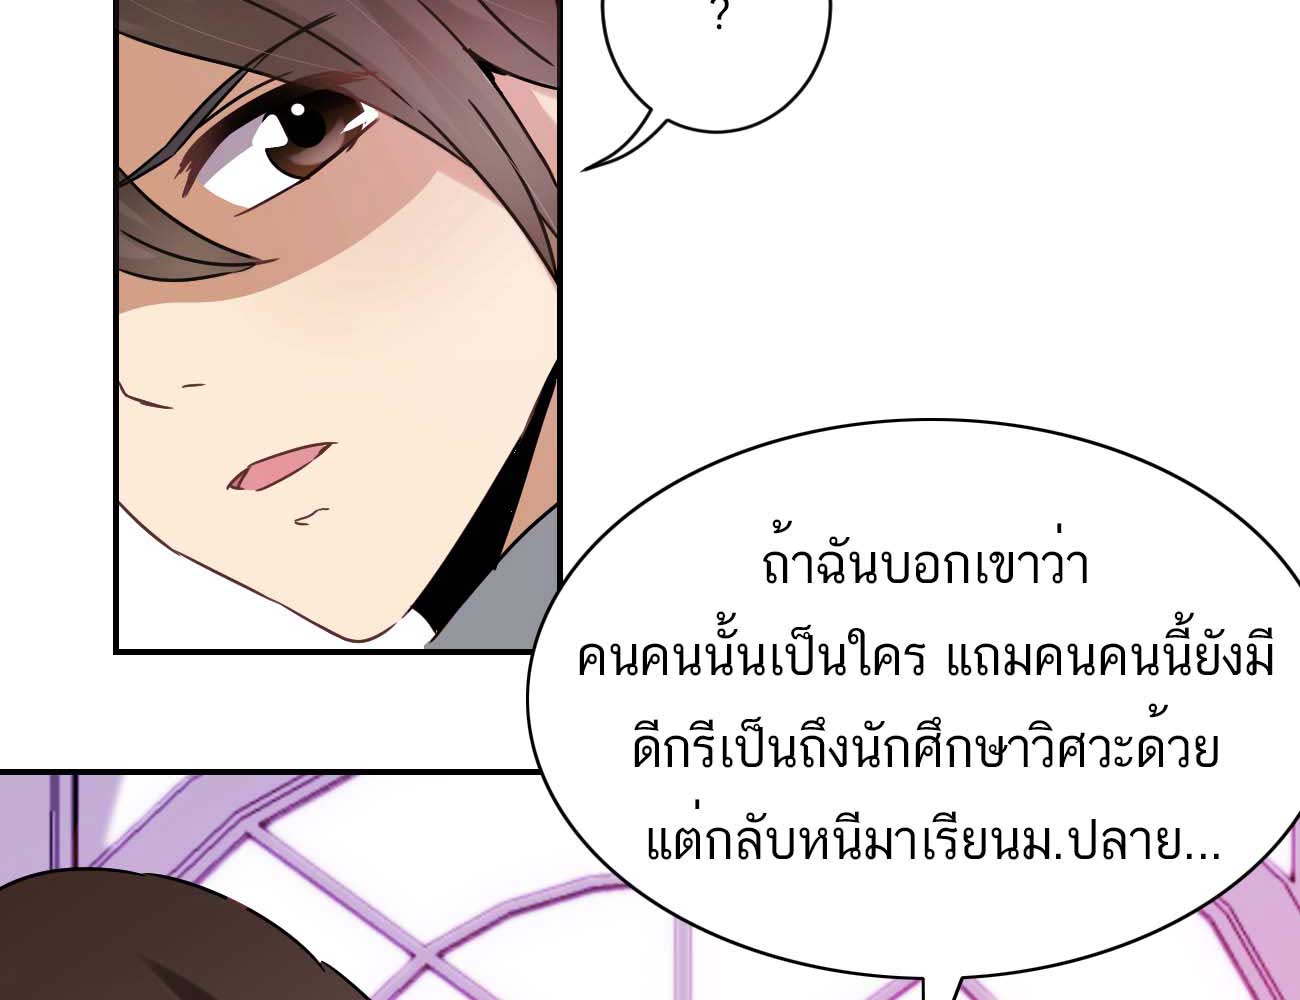 ?
ถ้าฉันบอกเขาว่า
คนคนนั้นเป็นใคร แถมคนคนนี้ยังมี
ดีกรีเป็นถึงนักศึกษาวิศวะด้วย
แต่กลับหนีมาเรียนม.ปลาย...